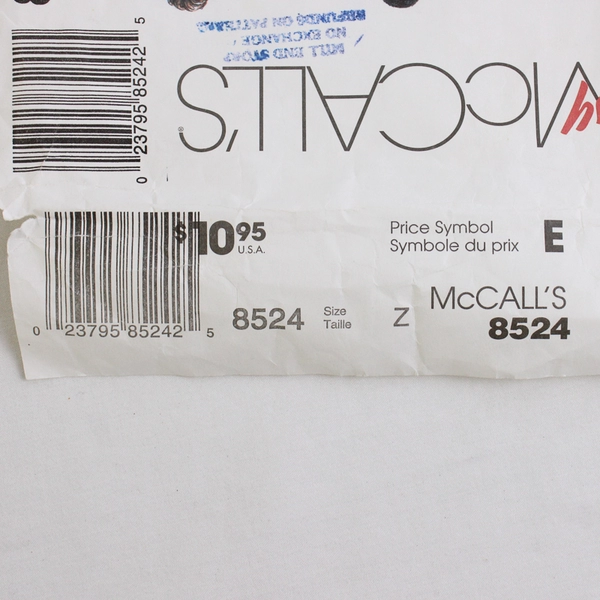 0 23795 85242 5
MILL END STORE
NO EXCHANGE,
REFUNDS ON PATTERNS
McCALL'S®
$10.95
U.S.A.
Price Symbol
Symbole du prix
E
0 23795 85242 5
8524
Size
Taille
Z
McCALL'S
8524